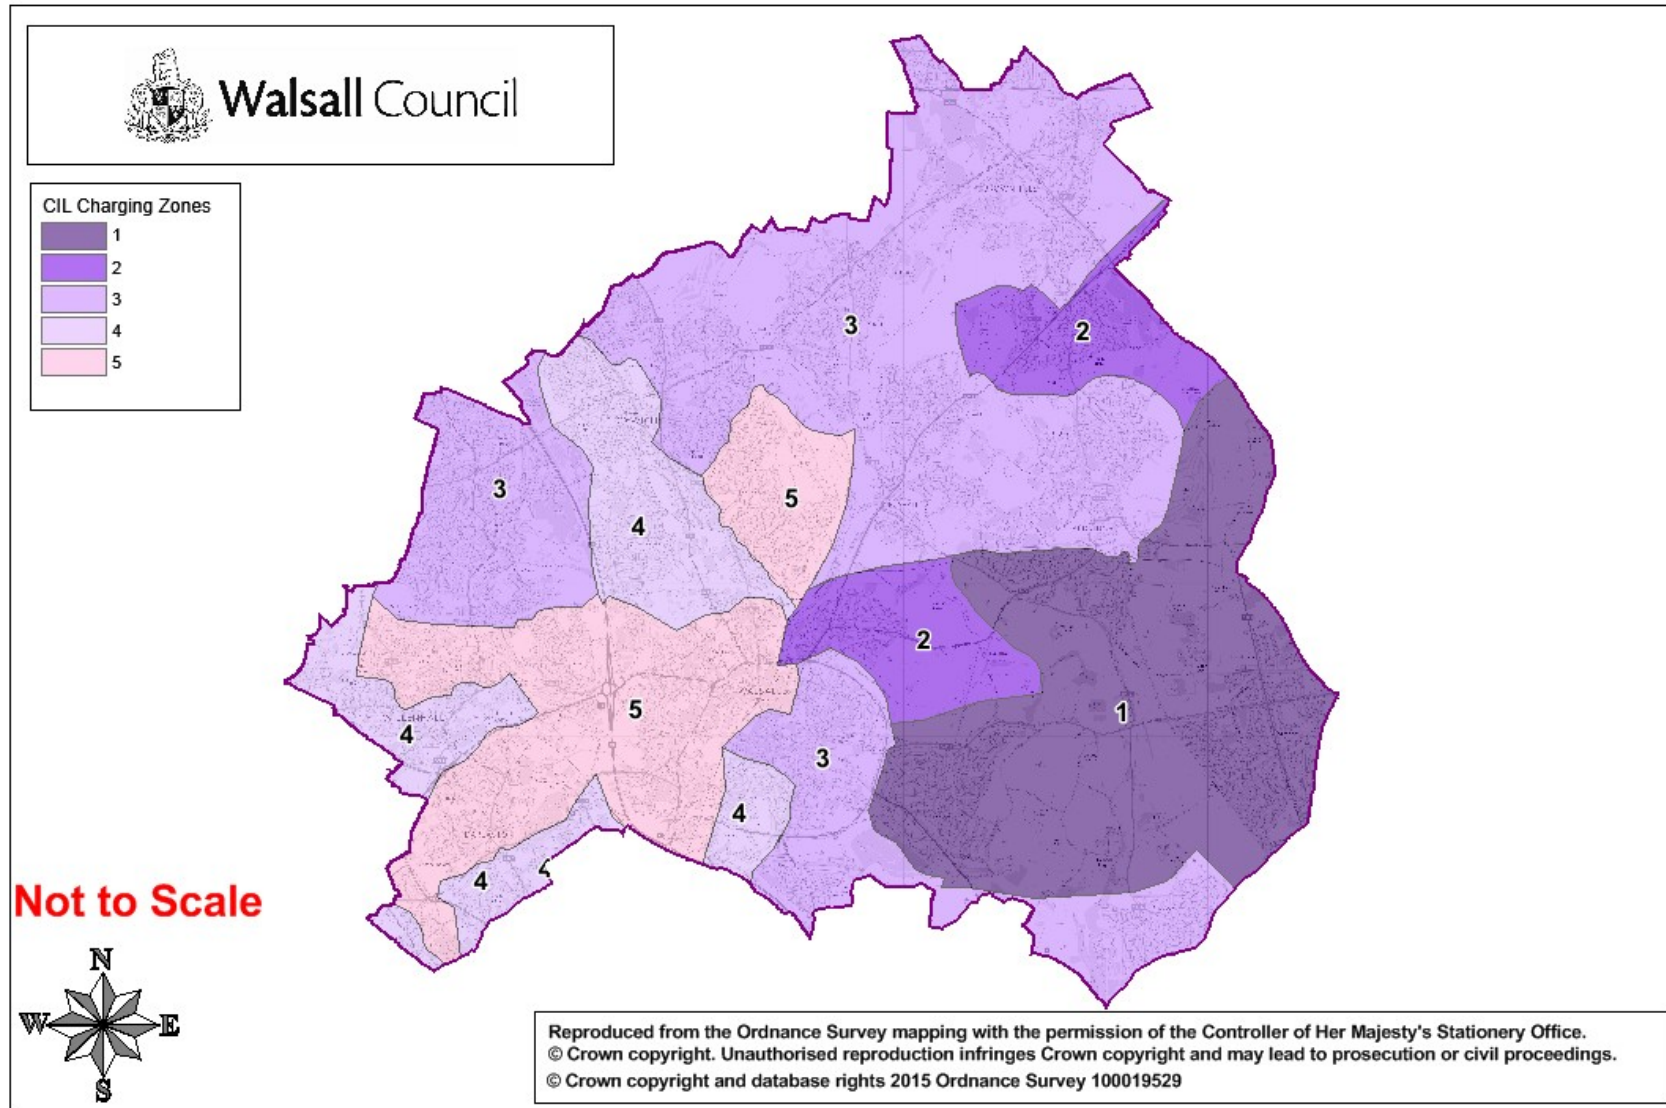 Walsall Council
CIL Charging Zones
1
2
3
4
5
3
2
3
5
4
2
5
1
4
3
4
4
4
Not to Scale
N
W
E
S
Reproduced from the Ordnance Survey mapping with the permission of the Controller of Her Majesty's Stationery Office.
© Crown copyright. Unauthorised reproduction infringes Crown copyright and may lead to prosecution or civil proceedings.
© Crown copyright and database rights 2015 Ordnance Survey 100019529